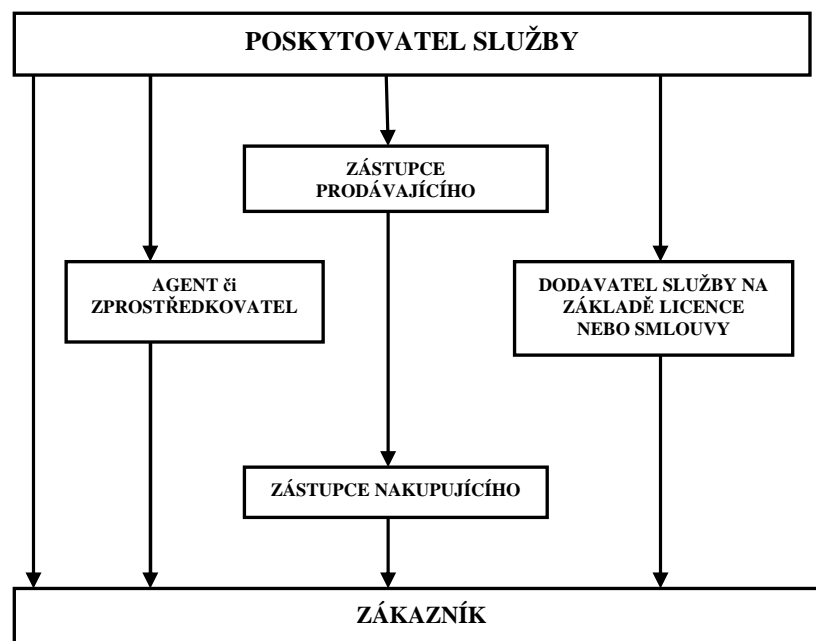 POSKYTOVATEL SLUŽBY
ZÁSTUPCE
PRODÁVAJÍCÍHO
AGENT či
ZPROSTŘEDKOVATEL
DODAVATEL SLUŽBY NA
ZÁKLADĚ LICENCE
NEBO SMLOUVY
ZÁSTUPCE NAKUPUJÍCÍHO
ZÁKAZNÍK